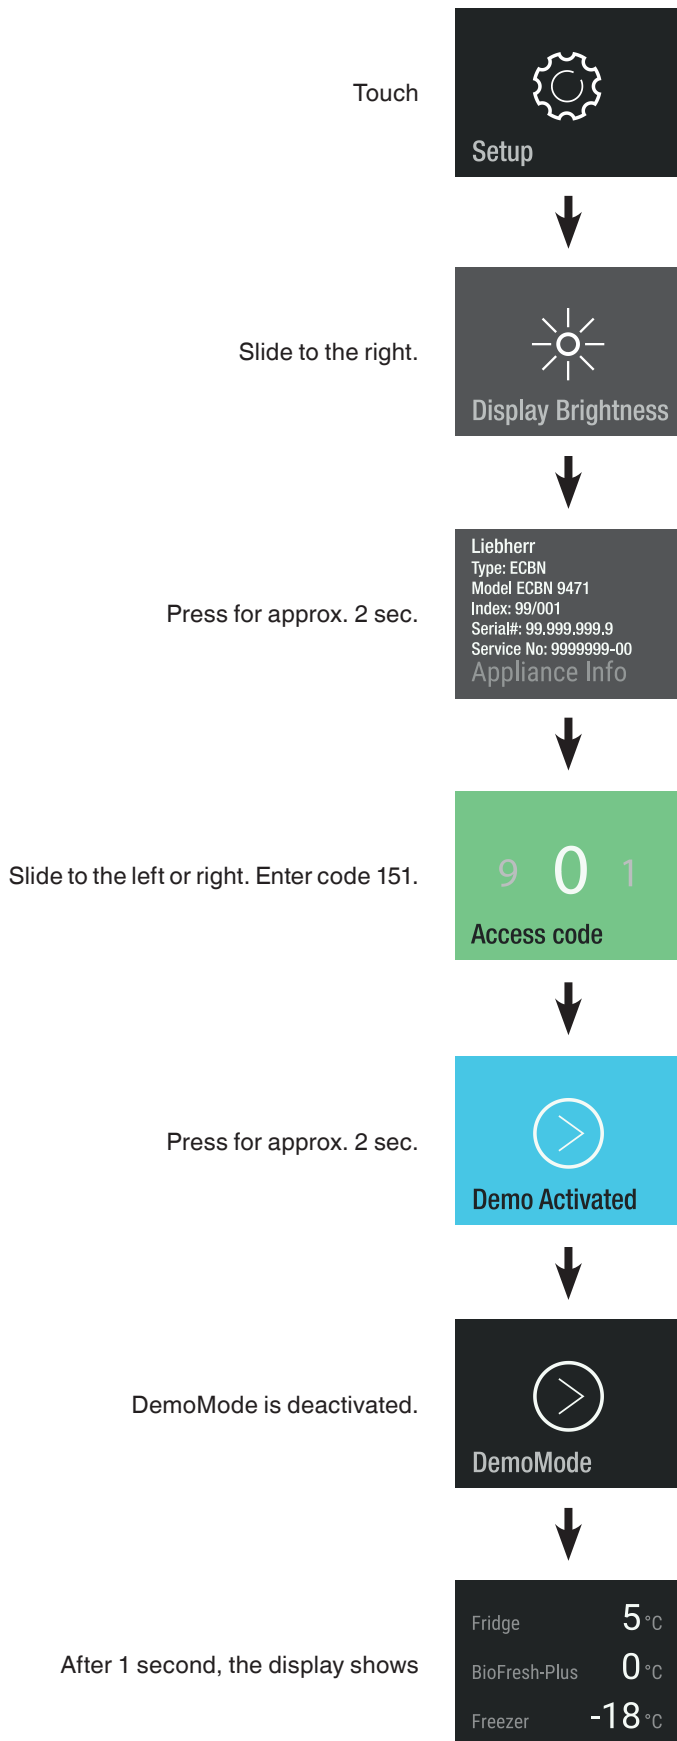 Touch
Setup
Slide to the right.
Display Brightness
Liebherr
Type: ECBN
Model ECBN 9471
Index: 99/001
Press for approx. 2 sec.
Serial#: 99.999.999.9
Service No: 9999999-00
Appliance Info
9 0 1
Slide to the left or right. Enter code 151.
Access code
Press for approx. 2 sec.
Demo Activated
DemoMode is deactivated.
DemoMode
Fridge 5 °C
After 1 second, the display shows
BioFresh-Plus 0 °C
Freezer -18 °C